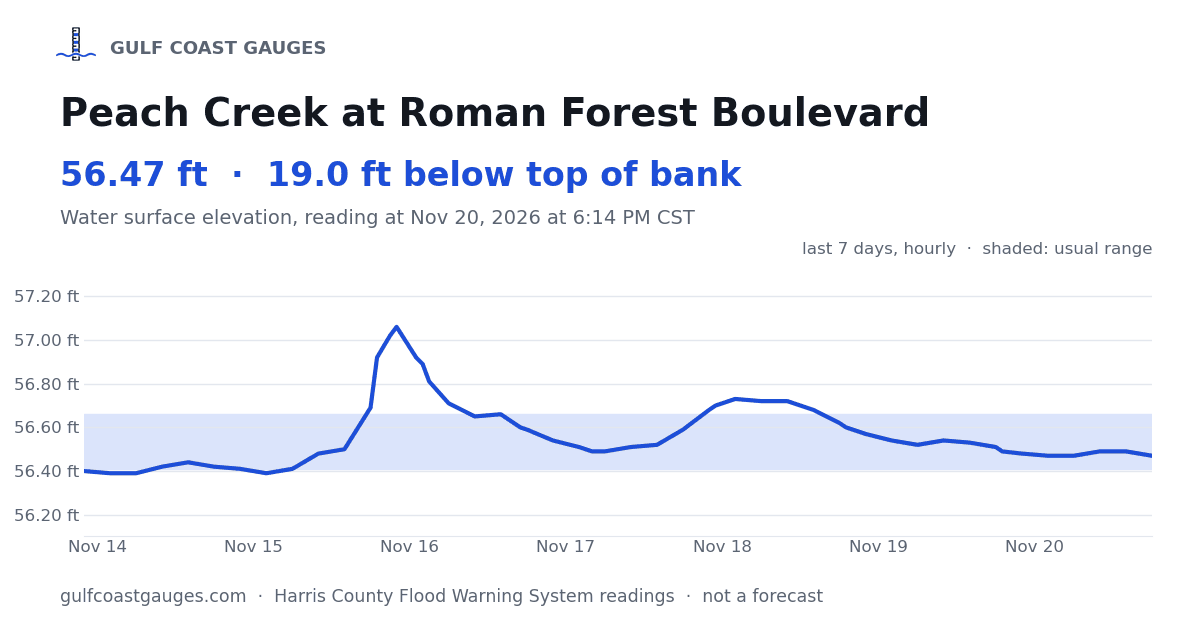 GULF COAST GAUGES
Peach Creek at Roman Forest Boulevard
56.47 ft · 19.0 ft below top of bank
Water surface elevation, reading at Nov 20, 2026 at 6:14 PM CST
last 7 days, hourly · shaded: usual range
57.20 ft
57.00 ft
56.80 ft
56.60 ft
56.40 ft
56.20 ft
Nov 14 Nov 15 Nov 16 Nov 17 Nov 18 Nov 19 Nov 20
gulfcoastgauges.com · Harris County Flood Warning System readings · not a forecast